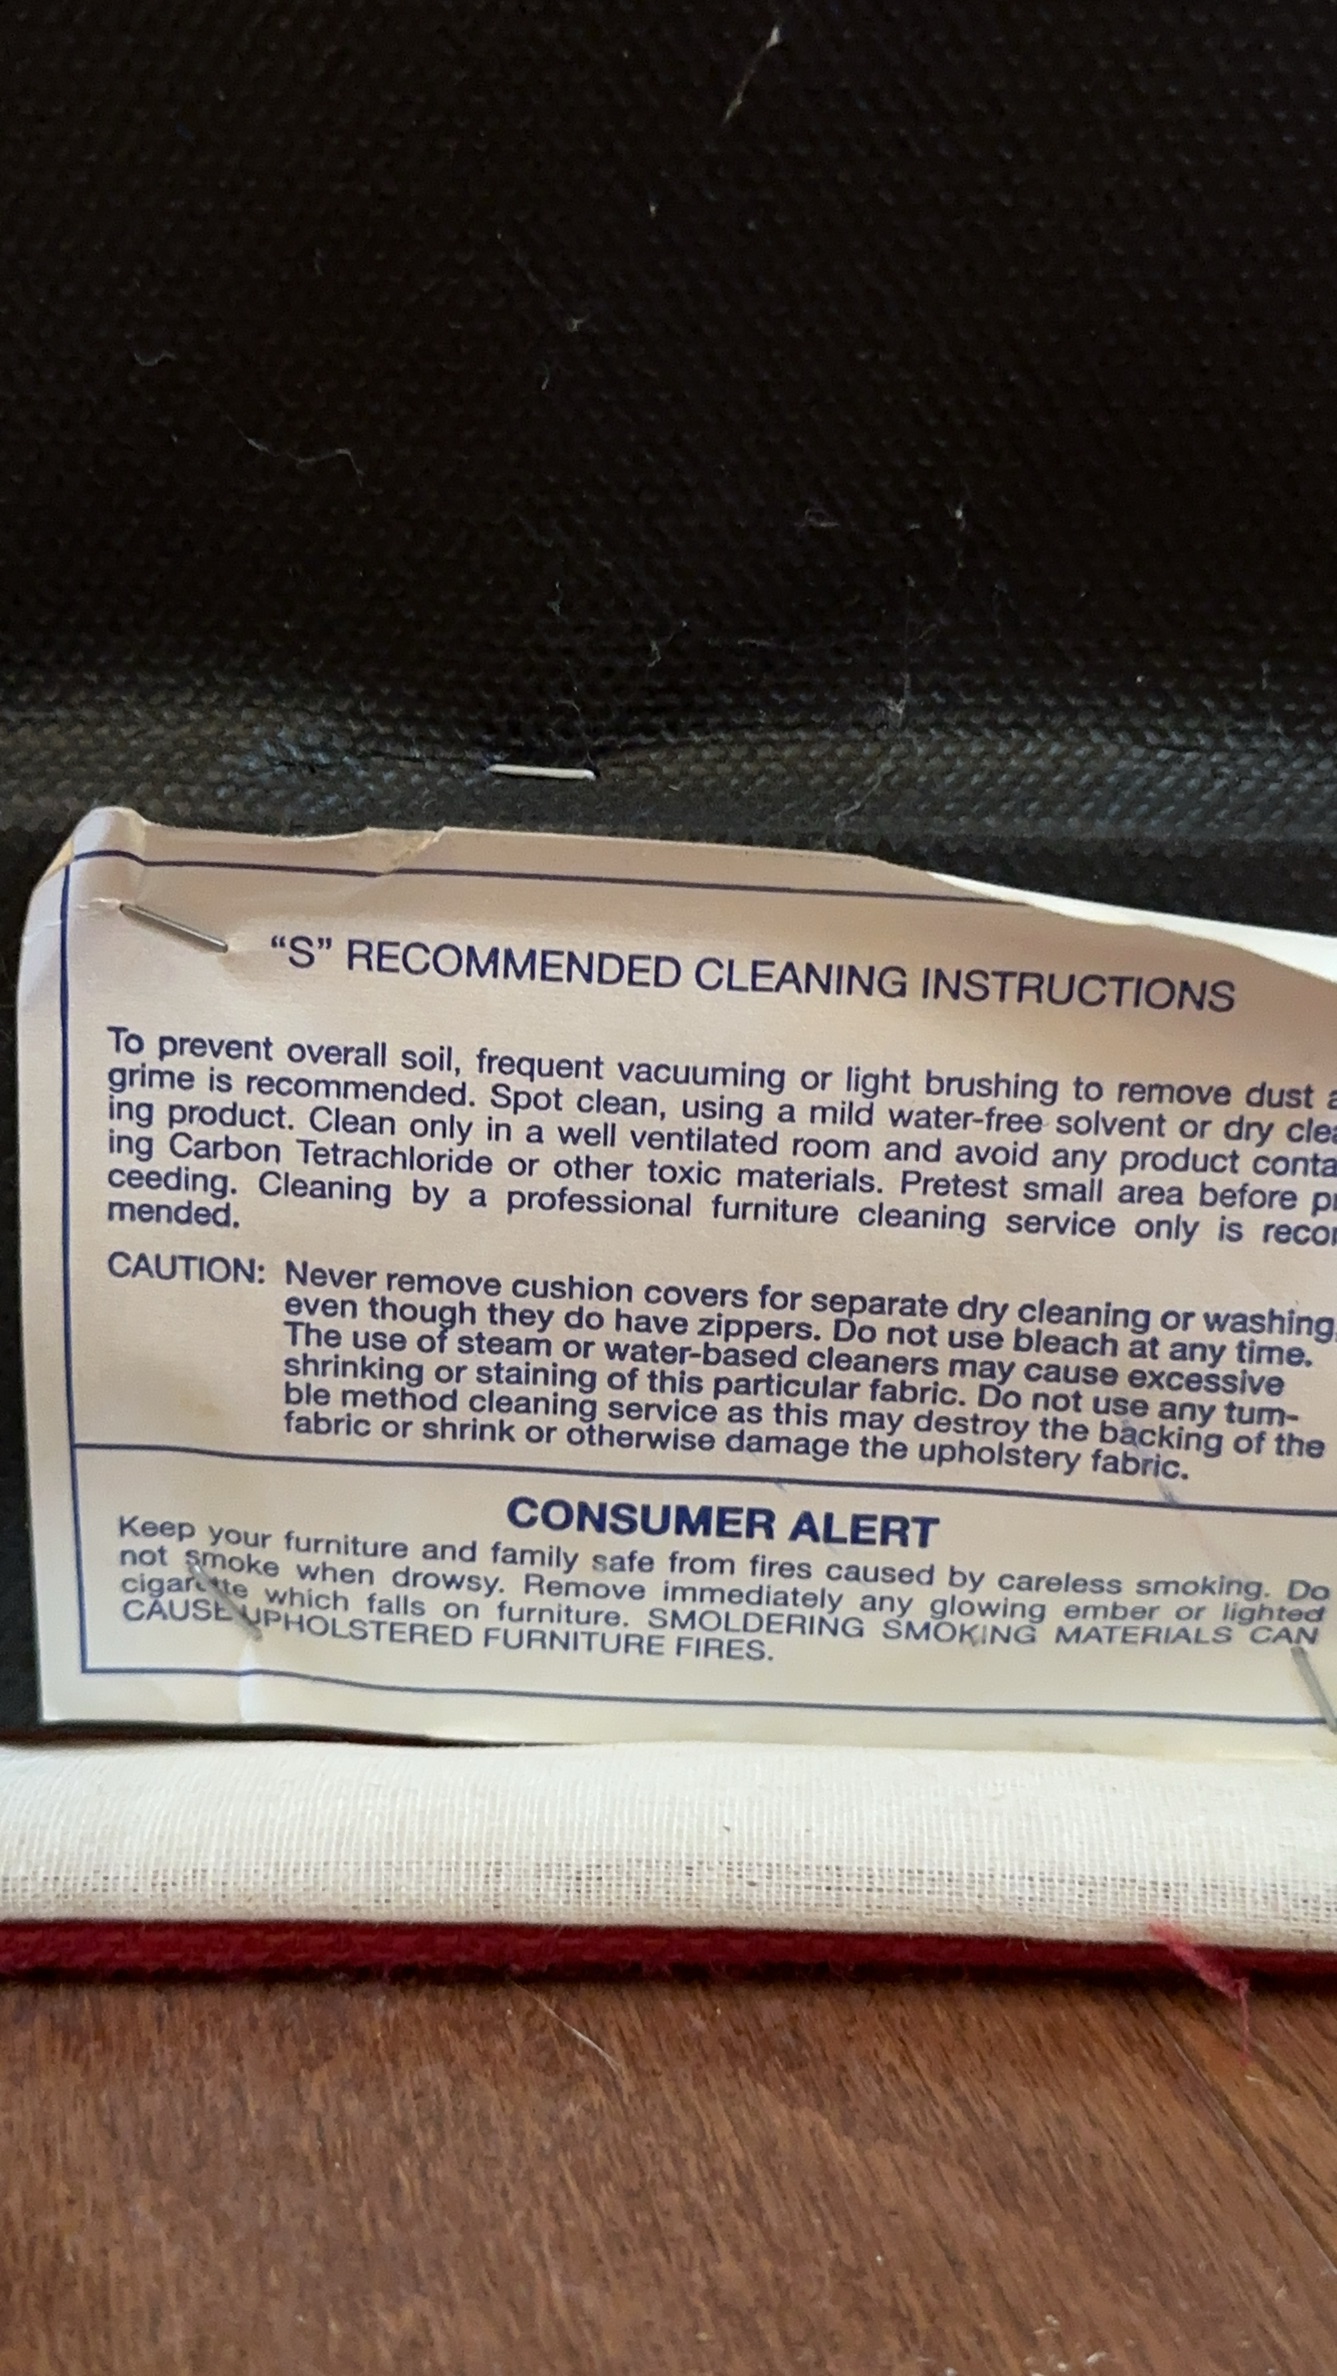 “S” RECOMMENDED CLEANING INSTRUCTIONS
To prevent overall soil, frequent vacuuming or light brushing to remove dust
grime is recommended. Spot clean, using a mild water-free solvent or dry clea
ing product. Clean only in a well ventilated room and avoid any product conta
ing Carbon Tetrachloride or other toxic materials. Pretest small area before pr
ceeding. Cleaning by a professional furniture cleaning service only is recom
mended.
CAUTION: Never remove cushion covers for separate dry cleaning or washing,
even though they do have zippers. Do not use bleach at any time.
The use of steam or water-based cleaners may cause excessive
shrinking or staining of this particular fabric. Do not use any tum-
ble method cleaning service as this may destroy the backing of the
fabric or shrink or otherwise damage the upholstery fabric.
CONSUMER ALERT
Keep your furniture and family safe from fires caused by careless smoking. Do
not smoke when drowsy. Remove immediately any glowing ember or lighted
cigarette which falls on furniture. SMOLDERING SMOKING MATERIALS CAN
CAUSE UPHOLSTERED FURNITURE FIRES.